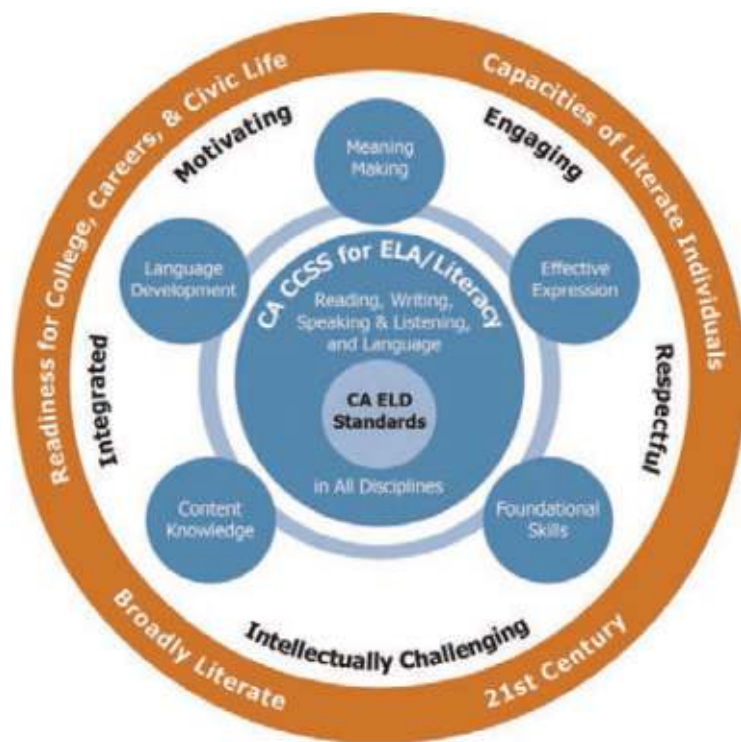 Readiness for College, Careers, & Civic Life
Capacities of Literate Individuals
Broadly Literate
21st Century
Motivating
Engaging
Integrated
Respectful
Intellectually Challenging
Meaning
Making
Language
Development
Effective
Expression
Content
Knowledge
Foundational
Skills
CA CCSS for ELA/Literacy
Reading, Writing,
Speaking & Listening,
and Language
CA ELD
Standards
in All Disciplines